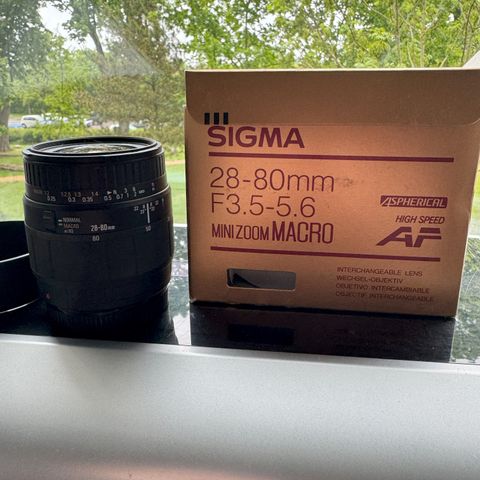 SIGMA
28-80mm
F3.5-5.6
MINI ZOOM MACRO
ASPHERICAL
HIGH SPEED
AF
INTERCHANGEABLE LENS
WECHSEL-OBJEKTIV
OBJETIVO INTERCAMBIABLE
OBJECTIF INTERCHANGEABLE
NORMAL
MACRO
28-80mm
80
50